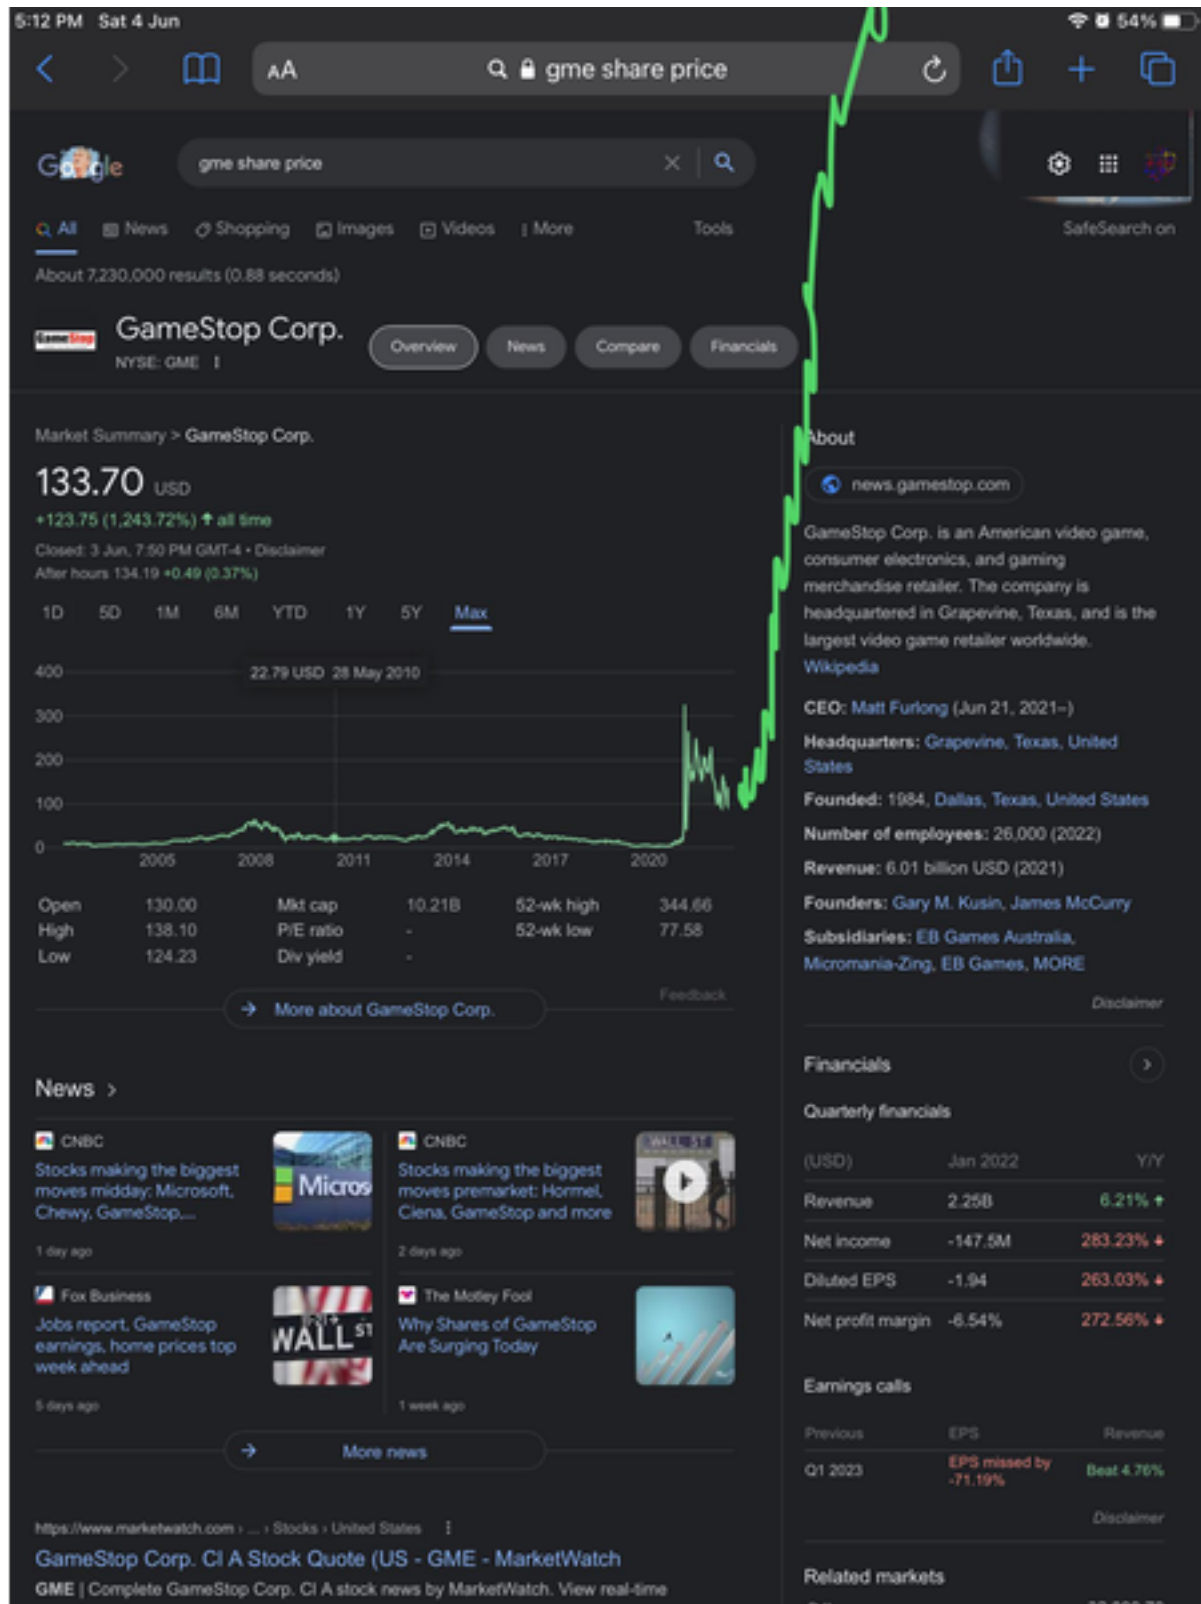 5:12 PM Sat 4 Jun
54%
AA
gme share price
Google
gme share price
All News Shopping Images Videos More Tools SafeSearch on
About 7,230,000 results (0.88 seconds)
GameStop
GameStop Corp.
NYSE: GME
Overview News Compare Financials
Market Summary > GameStop Corp.
133.70 USD
+123.75 (1,243.72%) all time
Closed: 3 Jun, 7:50 PM GMT-4 • Disclaimer
After hours 134.19 +0.49 (0.37%)
1D 5D 1M 6M YTD 1Y 5Y Max
22.79 USD 28 May 2010
400
300
200
100
0
2005 2008 2011 2014 2017 2020
Open 130.00 Mkt cap 10.21B 52-wk high 344.66
High 138.10 P/E ratio - 52-wk low 77.58
Low 124.23 Div yield -
Feedback
More about GameStop Corp.
News >
CNBC
Stocks making the biggest
moves midday: Microsoft,
Chewy, GameStop,...
1 day ago
Micros
CNBC
Stocks making the biggest
moves premarket: Hormel,
Ciena, GameStop and more
2 days ago
Fox Business
Jobs report, GameStop
earnings, home prices top
week ahead
5 days ago
WALL ST
The Motley Fool
Why Shares of GameStop
Are Surging Today
1 week ago
More news
https://www.marketwatch.com › ... › Stocks › United States
GameStop Corp. Cl A Stock Quote (US - GME - MarketWatch
GME | Complete GameStop Corp. Cl A stock news by MarketWatch. View real-time
About
news.gamestop.com
GameStop Corp. is an American video game,
consumer electronics, and gaming
merchandise retailer. The company is
headquartered in Grapevine, Texas, and is the
largest video game retailer worldwide.
Wikipedia
CEO: Matt Furlong (Jun 21, 2021–)
Headquarters: Grapevine, Texas, United
States
Founded: 1984, Dallas, Texas, United States
Number of employees: 26,000 (2022)
Revenue: 6.01 billion USD (2021)
Founders: Gary M. Kusin, James McCurry
Subsidiaries: EB Games Australia,
Micromania-Zing, EB Games, MORE
Disclaimer
Financials
Quarterly financials
(USD) Jan 2022 Y/Y
Revenue 2.25B 6.21%
Net income -147.5M 283.23%
Diluted EPS -1.94 263.03%
Net profit margin -6.54% 272.56%
Earnings calls
Previous EPS Revenue
Q1 2023 EPS missed by Beat 4.76%
-71.19%
Disclaimer
Related markets